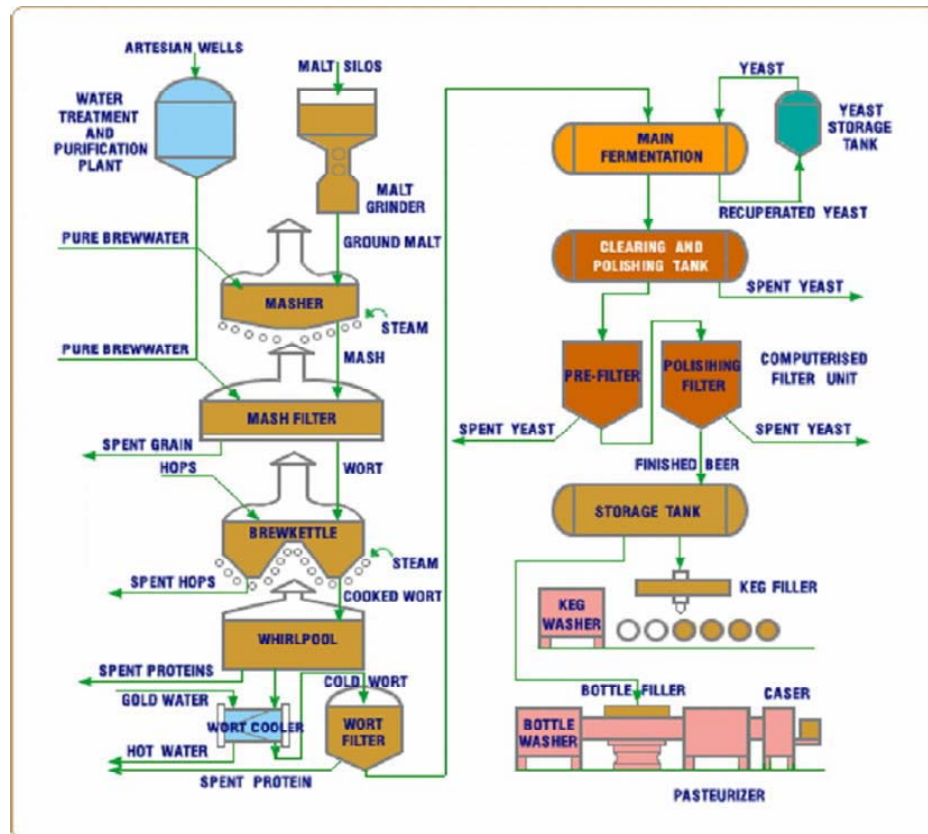 ARTESIAN WELLS
WATER
TREATMENT
AND
PURIFICATION
PLANT
MALT SILOS
MALT
GRINDER
PURE BREWWATER
GROUND MALT
MASHER
STEAM
PURE BREWWATER
MASH
MASH FILTER
SPENT GRAIN
HOPS
WORT
BREWKETTLE
STEAM
SPENT HOPS
COOKED WORT
WHIRLPOOL
SPENT PROTEINS
GOLD WATER
COLD WORT
WORT COOLER
WORT
FILTER
HOT WATER
SPENT PROTEIN
YEAST
YEAST
STORAGE
TANK
MAIN
FERMENTATION
RECUPERATED YEAST
CLEARING AND
POLISHING TANK
SPENT YEAST
PRE-FILTER
POLISIHING
FILTER
COMPUTERISED
FILTER UNIT
SPENT YEAST
SPENT YEAST
FINISHED BEER
STORAGE TANK
KEG FILLER
KEG
WASHER
BOTTLE FILLER
CASER
BOTTLE
WASHER
PASTEURIZER